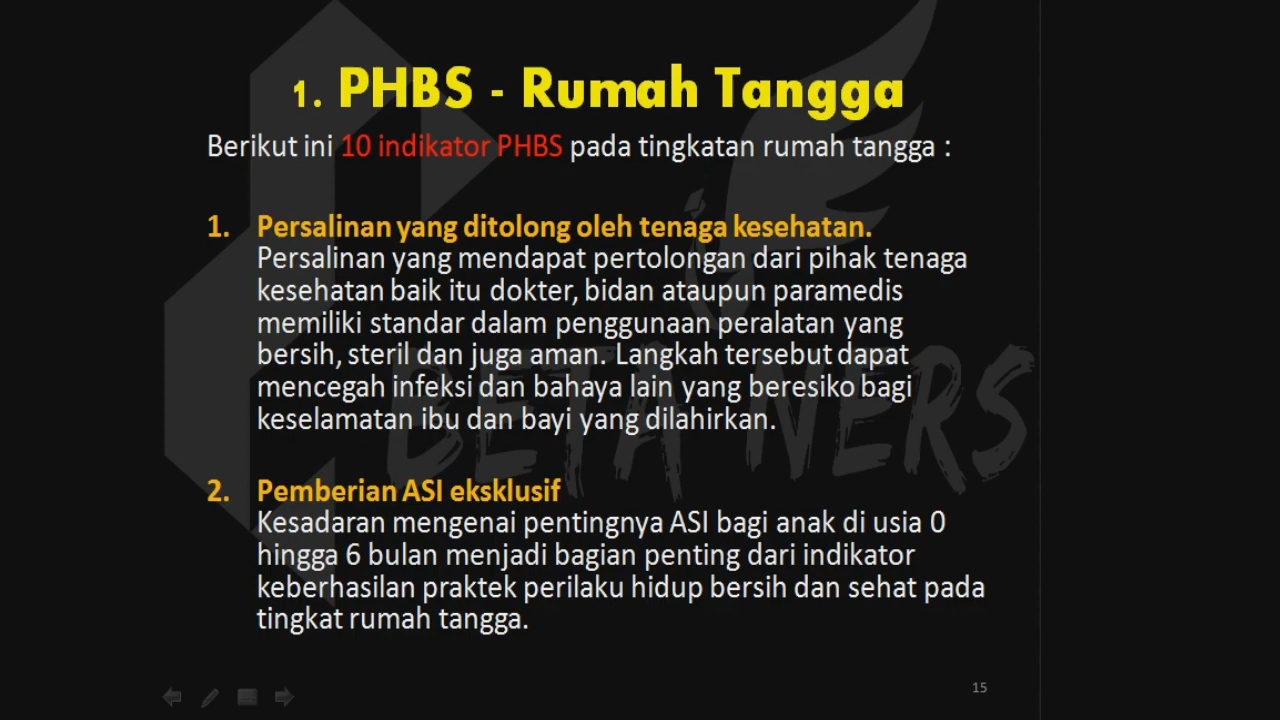 1. PHBS - Rumah Tangga
Berikut ini 10 indikator PHBS pada tingkatan rumah tangga :
1. Persalinan yang ditolong oleh tenaga kesehatan.
Persalinan yang mendapat pertolongan dari pihak tenaga
kesehatan baik itu dokter, bidan ataupun paramedis
memiliki standar dalam penggunaan peralatan yang
bersih, steril dan juga aman. Langkah tersebut dapat
mencegah infeksi dan bahaya lain yang beresiko bagi
keselamatan ibu dan bayi yang dilahirkan.
2. Pemberian ASI eksklusif
Kesadaran mengenai pentingnya ASI bagi anak di usia 0
hingga 6 bulan menjadi bagian penting dari indikator
keberhasilan praktek perilaku hidup bersih dan sehat pada
tingkat rumah tangga.
BETA NERS
15